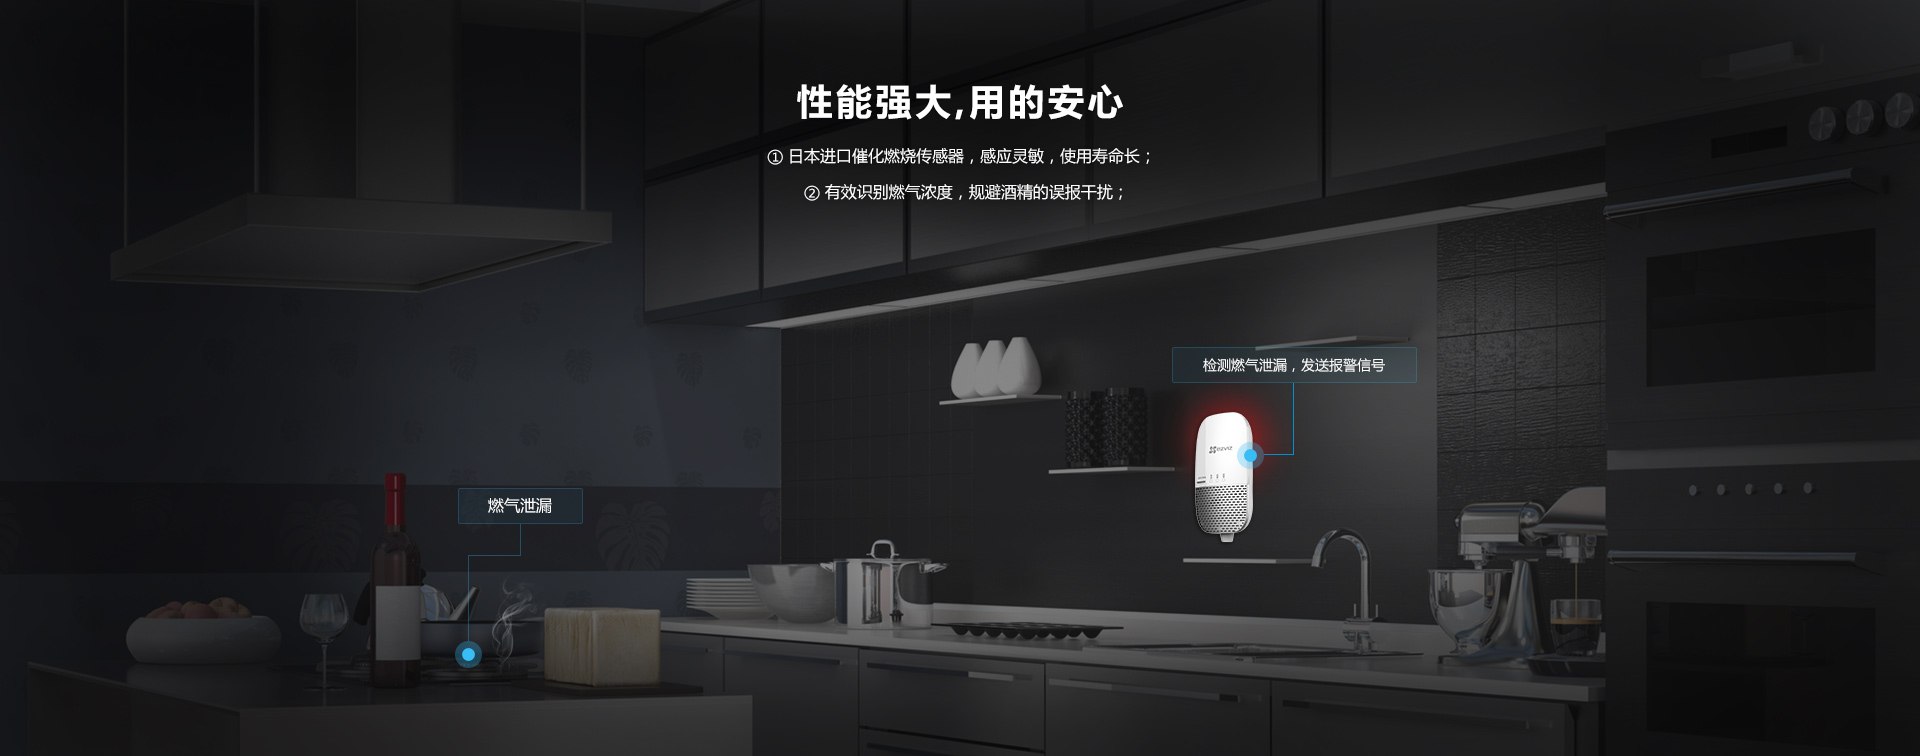 性能强大,用的安心
① 日本进口催化燃烧传感器，感应灵敏，使用寿命长；
② 有效识别燃气浓度，规避酒精的误报干扰；
检测燃气泄漏，发送报警信号
EZVIZ
燃气泄漏